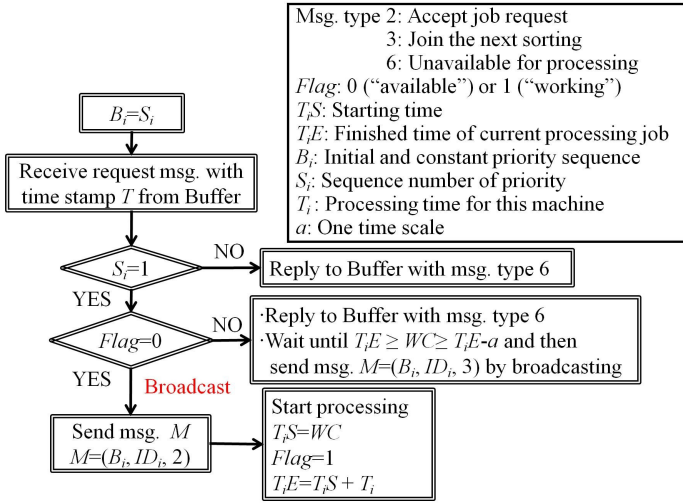 Msg. type 2: Accept job request
3: Join the next sorting
6: Unavailable for processing
Flag: 0 (“available”) or 1 (“working”)
TᵢS: Starting time
TᵢE: Finished time of current processing job
Bᵢ: Initial and constant priority sequence
Sᵢ: Sequence number of priority
Tᵢ : Processing time for this machine
a: One time scale
Bᵢ=Sᵢ
Receive request msg. with
time stamp T from Buffer
Sᵢ=1
NO
Reply to Buffer with msg. type 6
YES
Flag=0
NO
·Reply to Buffer with msg. type 6
·Wait until TᵢE ≥ WC ≥ TᵢE-a and then
send msg. M=(Bᵢ, IDᵢ, 3) by broadcasting
YES
Broadcast
Send msg. M
M=(Bᵢ, IDᵢ, 2)
Start processing
TᵢS=WC
Flag=1
TᵢE=TᵢS + Tᵢ